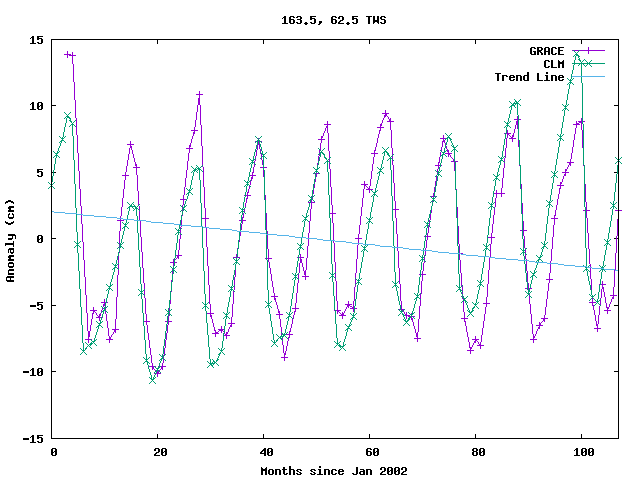 163.5, 62.5 TWS
GRACE
CLM
Trend Line
15
10
5
0
-5
-10
-15
Anomaly (cm)
0 20 40 60 80 100
Months since Jan 2002